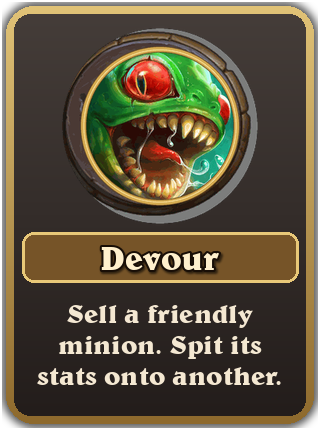 Devour
Sell a friendly
minion. Spit its
stats onto another.